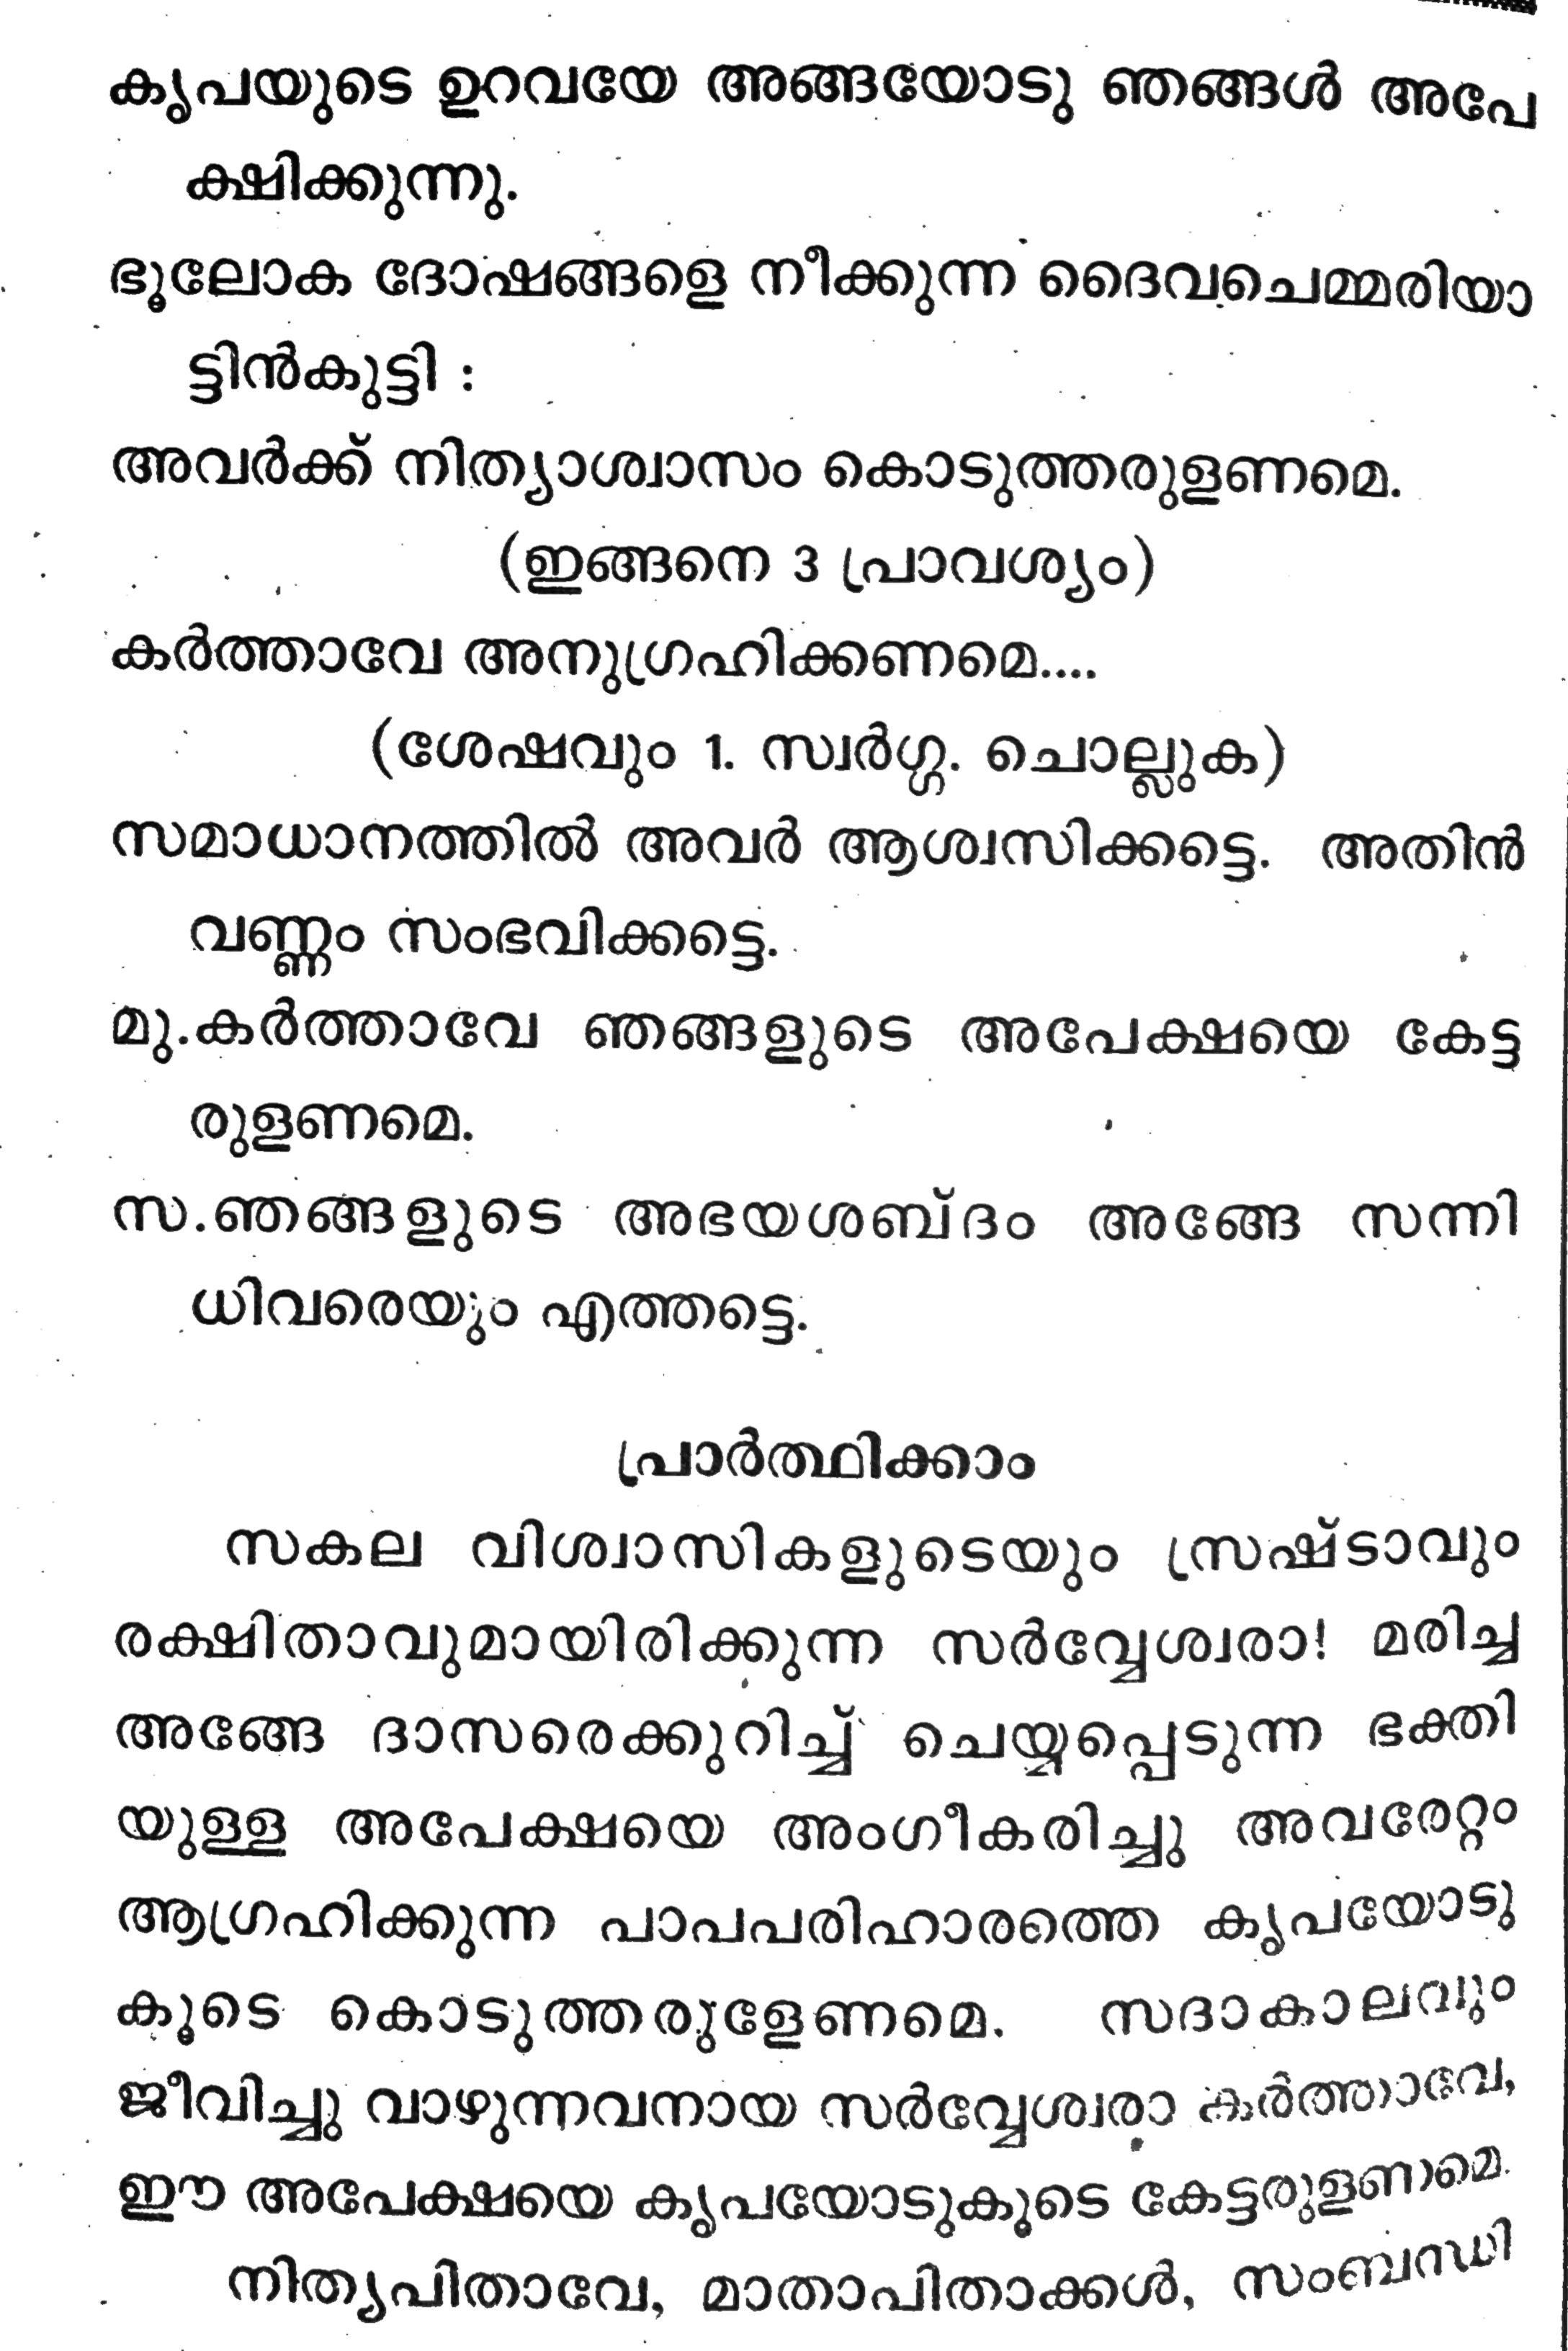 കൃപയുടെ ഉറവയേ അങ്ങയോടു ഞങ്ങൾ അപേ
ക്ഷിക്കുന്നു.
ഭൂലോക ദോഷങ്ങളെ നീക്കുന്ന ദൈവചെമ്മരിയാ
ട്ടിൻകുട്ടി :
അവർക്ക് നിത്യാശ്വാസം കൊടുത്തരുളണമെ.
(ഇങ്ങനെ 3 പ്രാവശ്യം)
കർത്താവേ അനുഗ്രഹിക്കണമെ....
(ശേഷവും 1. സ്വർഗ്ഗ. ചൊല്ലുക)
സമാധാനത്തിൽ അവർ ആശ്വസിക്കട്ടെ. അതിൻ
വണ്ണം സംഭവിക്കട്ടെ.
മു.കർത്താവേ ഞങ്ങളുടെ അപേക്ഷയെ കേട്ട
രുളണമെ.
സ.ഞങ്ങളുടെ അഭയശബ്ദം അങ്ങേ സന്നി
ധിവരെയും എത്തട്ടെ.
പ്രാർത്ഥിക്കാം
സകല വിശ്വാസികളുടെയും സ്രഷ്ടാവും
രക്ഷിതാവുമായിരിക്കുന്ന സർവ്വേശ്വരാ! മരിച്ച
അങ്ങേ ദാസരെക്കുറിച്ച് ചെയ്യപ്പെടുന്ന ഭക്തി
യുള്ള അപേക്ഷയെ അംഗീകരിച്ചു അവരേറ്റം
ആഗ്രഹിക്കുന്ന പാപപരിഹാരത്തെ കൃപയോടു
കൂടെ കൊടുത്തരുളേണമെ. സദാകാലവും
ജീവിച്ചു വാഴുന്നവനായ സർവ്വേശ്വരാ കർത്താവേ,
ഈ അപേക്ഷയെ കൃപയോടുകൂടെ കേട്ടരുളണമെ.
നിത്യപിതാവേ, മാതാപിതാക്കൾ, സംബന്ധി